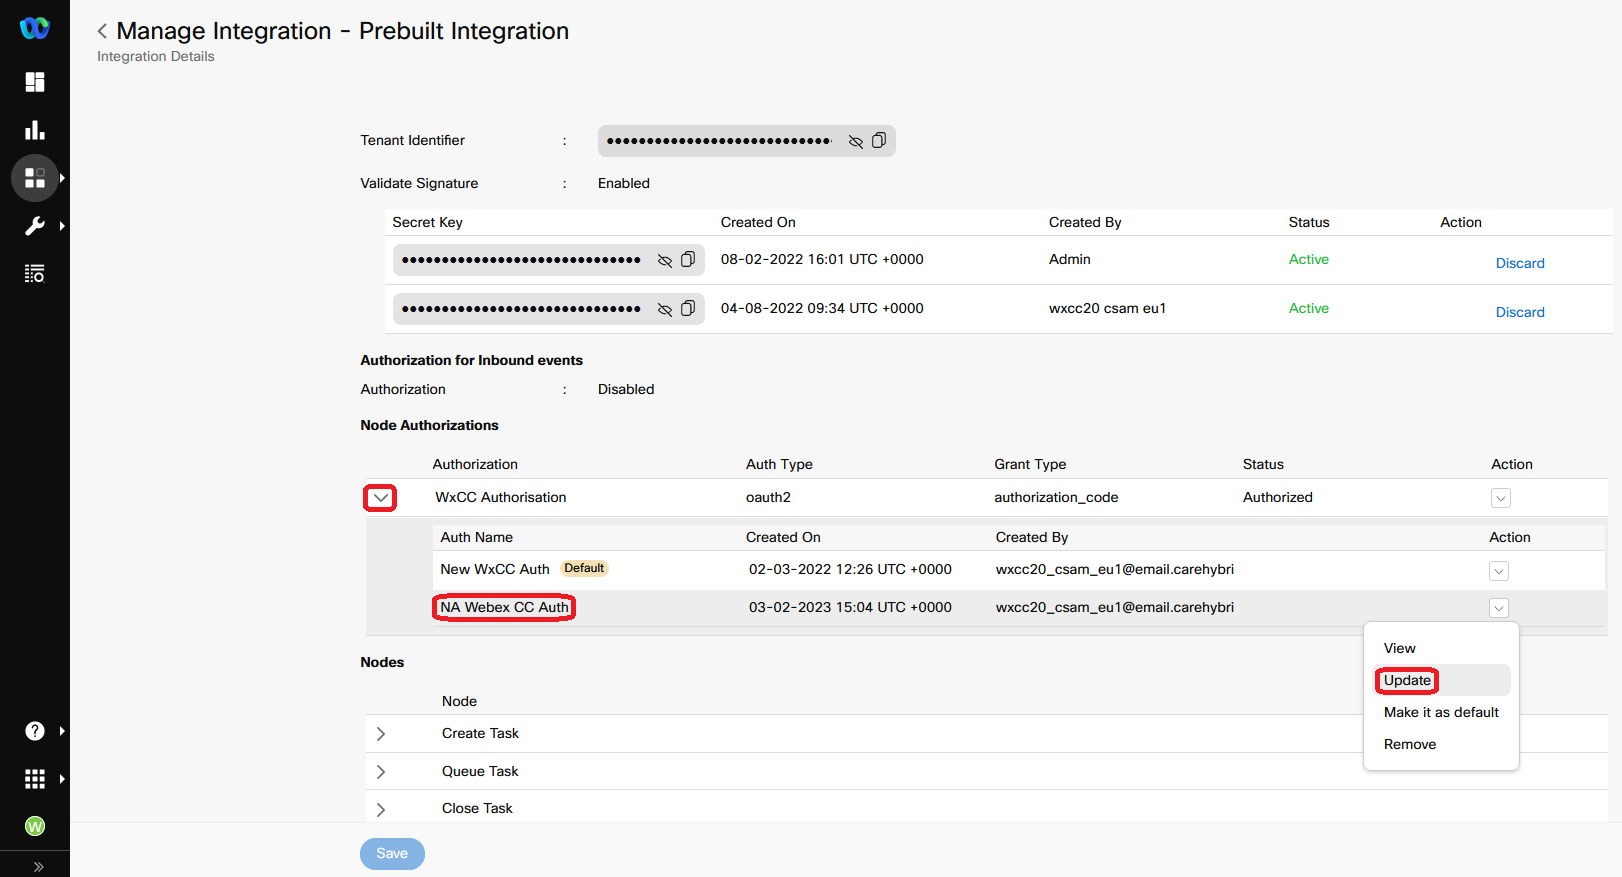 Manage Integration - Prebuilt Integration
Integration Details
Tenant Identifier : ••••••••••••••••••••••••••••
Validate Signature : Enabled
Secret Key Created On Created By Status Action
•••••••••••••••••••••••••••••• 08-02-2022 16:01 UTC +0000 Admin Active Discard
•••••••••••••••••••••••••••••• 04-08-2022 09:34 UTC +0000 wxcc20 csam eu1 Active Discard
Authorization for Inbound events
Authorization : Disabled
Node Authorizations
Authorization Auth Type Grant Type Status Action
WxCC Authorisation oauth2 authorization_code Authorized
Auth Name Created On Created By Action
New WxCC Auth Default 02-03-2022 12:26 UTC +0000 wxcc20_csam_eu1@email.carehybri
NA Webex CC Auth 03-02-2023 15:04 UTC +0000 wxcc20_csam_eu1@email.carehybri
View
Update
Make it as default
Remove
Nodes
Node
Create Task
Queue Task
Close Task
Save
W